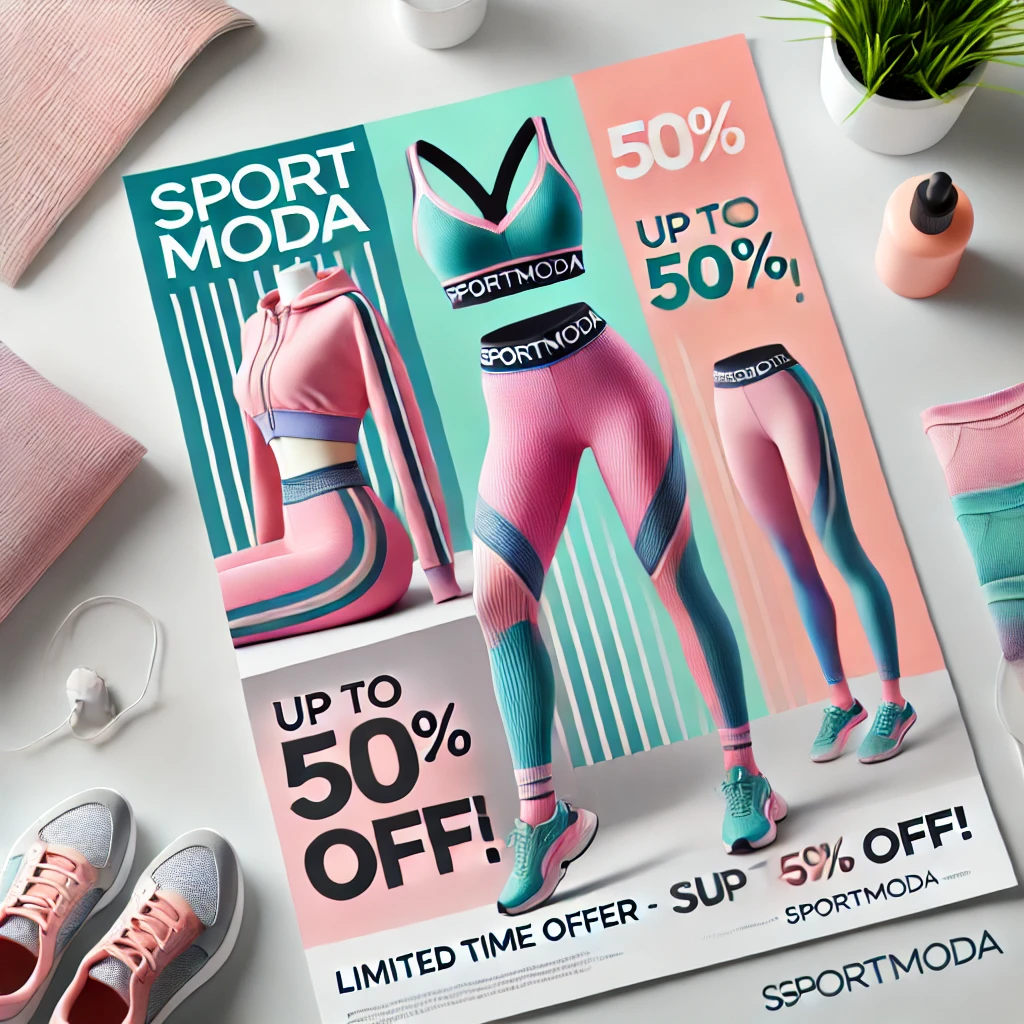 SPORT
MODA
50%
UP TO
50%!
SPORTMODA
SPORTMODA
UP TO
50%
OFF!
LIMITED TIME OFFER - SUP 59% OFF!
SPORTMODA
SSPORTMODA